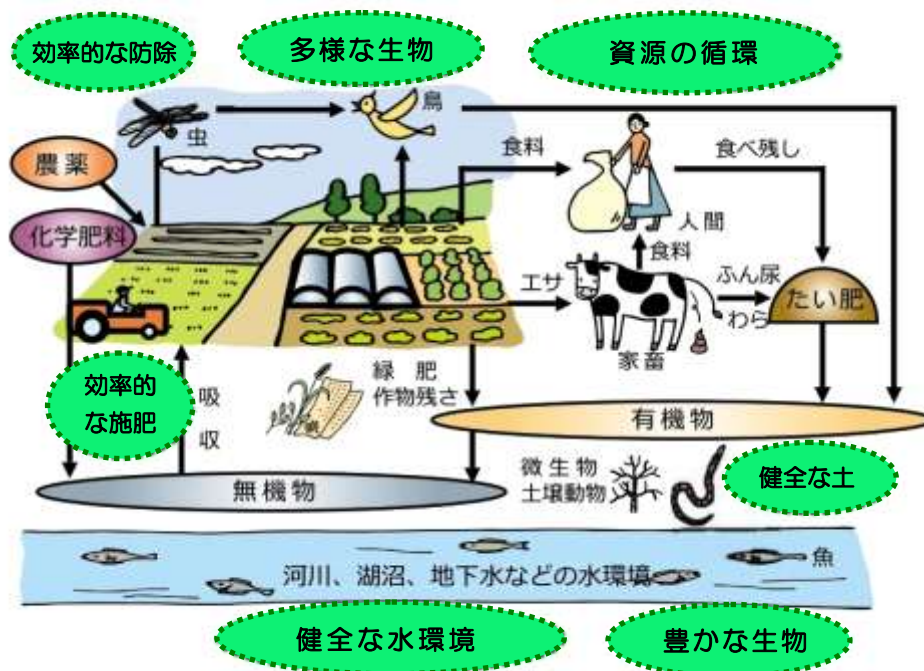 効率的な防除
多様な生物
資源の循環
虫
鳥
農薬
化学肥料
食料
食べ残し
人間
食料
エサ
ふん尿
わら
たい肥
家畜
効率的
な施肥
吸
収
緑肥
作物残さ
有機物
無機物
微生物
土壌動物
健全な土
魚
河川、湖沼、地下水などの水環境
健全な水環境
豊かな生物